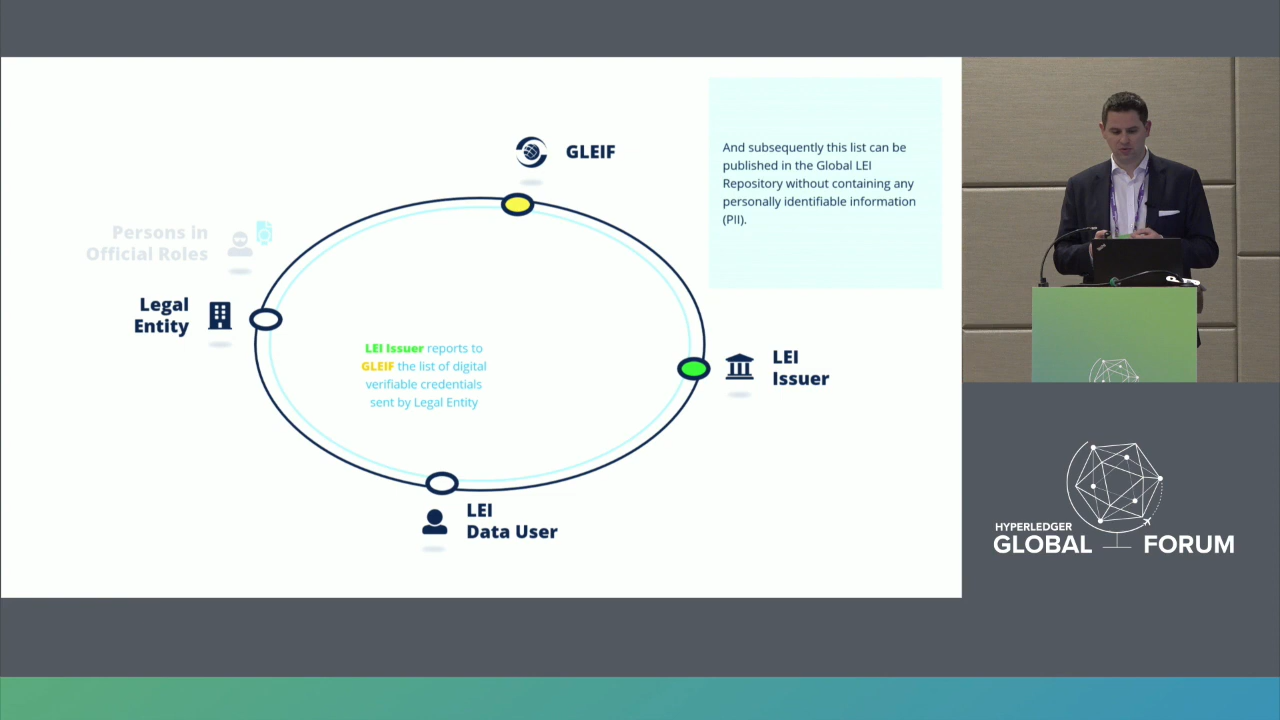 GLEIF
And subsequently this list can be
published in the Global LEI
Repository without containing any
personally identifiable information
(PII).
Persons in
Official Roles
Legal
Entity
LEI Issuer reports to
GLEIF the list of digital
verifiable credentials
sent by Legal Entity
LEI
Issuer
LEI
Data User
HYPERLEDGER
GLOBAL FORUM